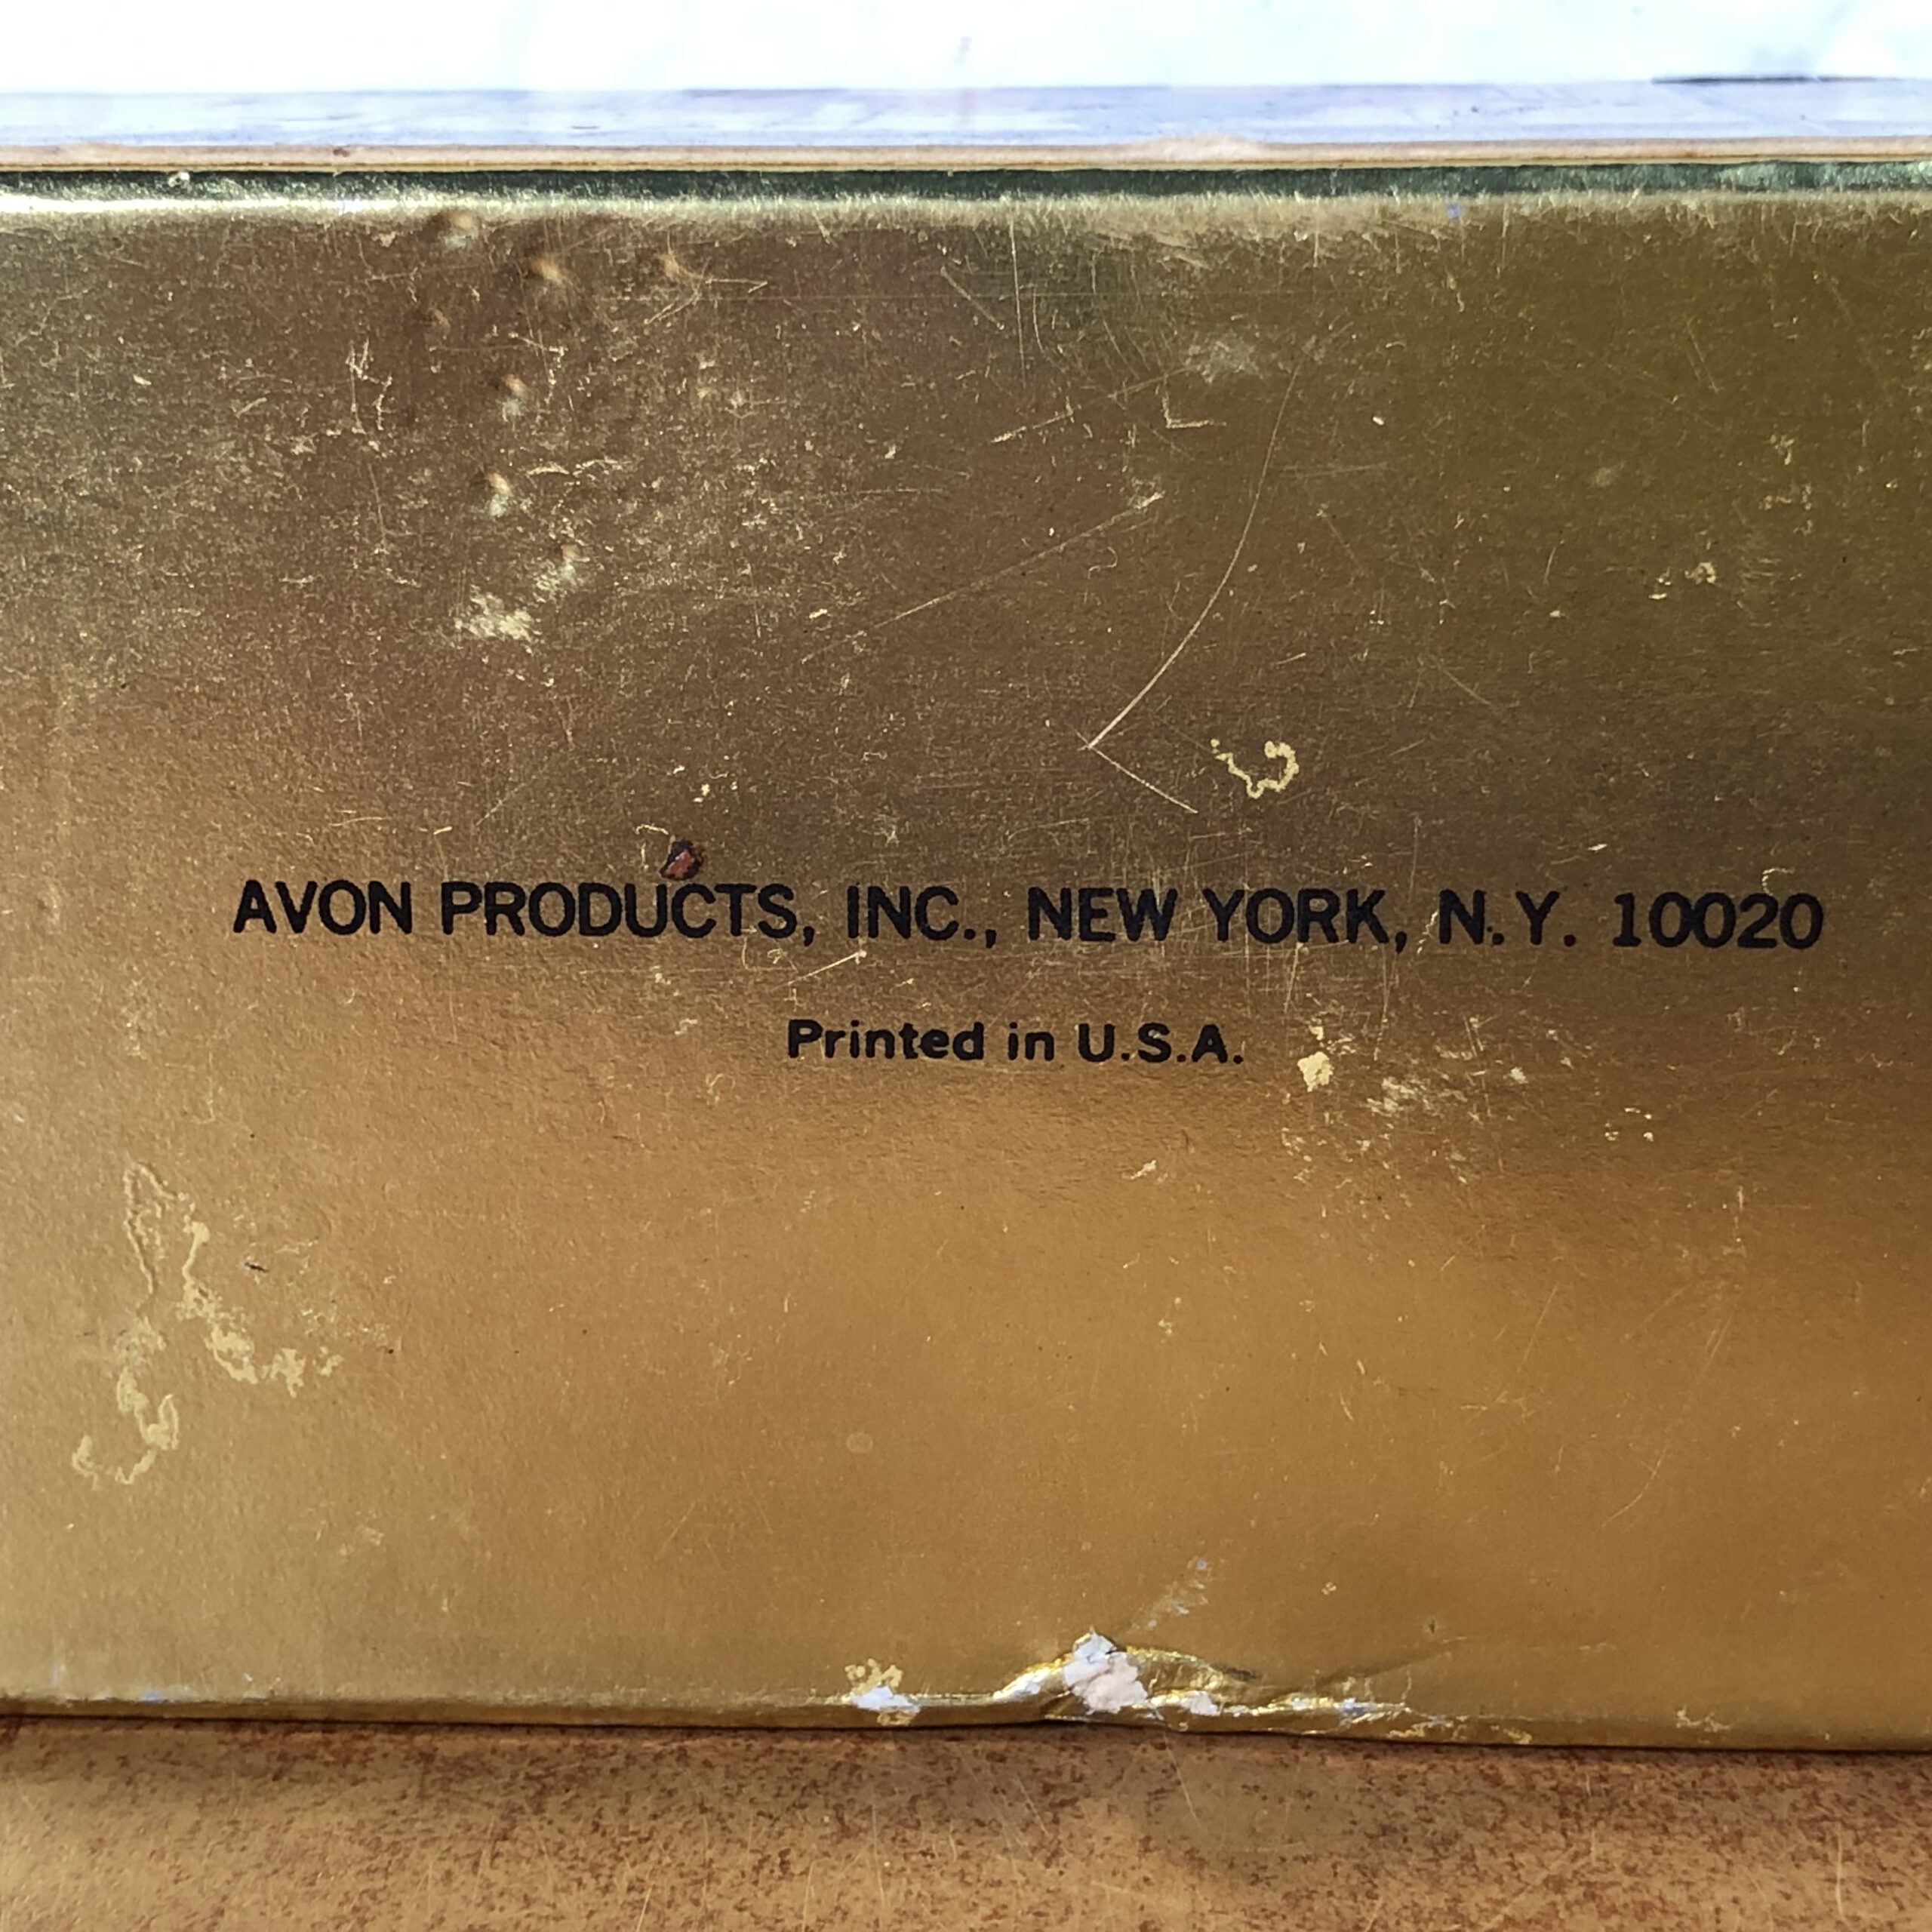 AVON PRODUCTS, INC., NEW YORK, N.Y. 10020
Printed in U.S.A.